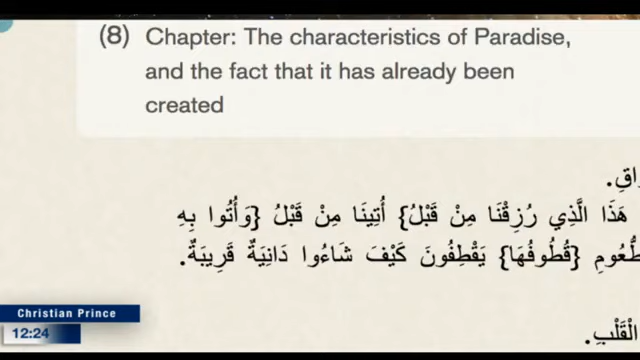 (8) Chapter: The characteristics of Paradise,
and the fact that it has already been
created
هَذَا الَّذِي رُزِقْنَا مِنْ قَبْلُ} أُتِينَا مِنْ قَبْلُ {وَأُتُوا بِهِ
{قُطُوفُهَا} يَقْطِفُونَ كَيْفَ شَاءُوا دَانِيَةٌ قَرِيبَةٌ.
الْقَلْبِ.
Christian Prince
12:24